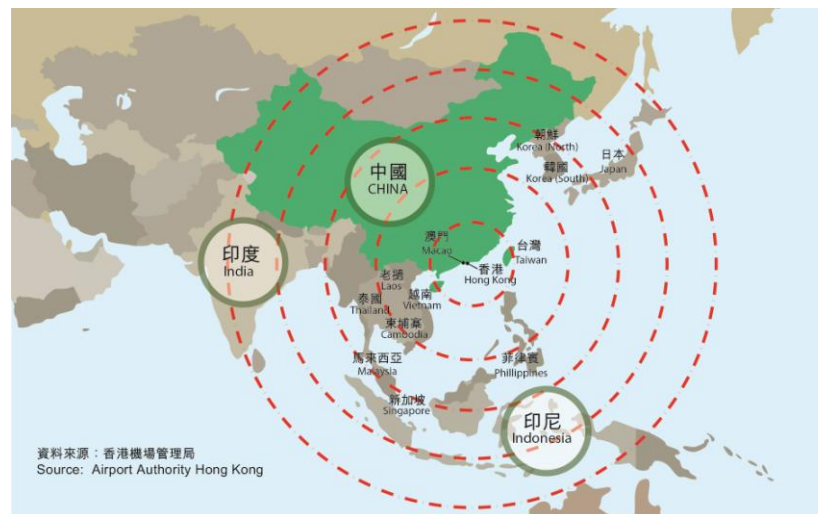 朝鮮
Korea (North)
日本
Japan
韓國
Korea (South)
中國
CHINA
澳門
Macao
台灣
Taiwan
印度
India
香港
Hong Kong
老撾
Laos
越南
Vietnam
泰國
Thailand
柬埔寨
Cambodia
馬來西亞
Malaysia
菲律賓
Phillippines
新加坡
Singapore
印尼
Indonesia
資料來源：香港機場管理局
Source: Airport Authority Hong Kong